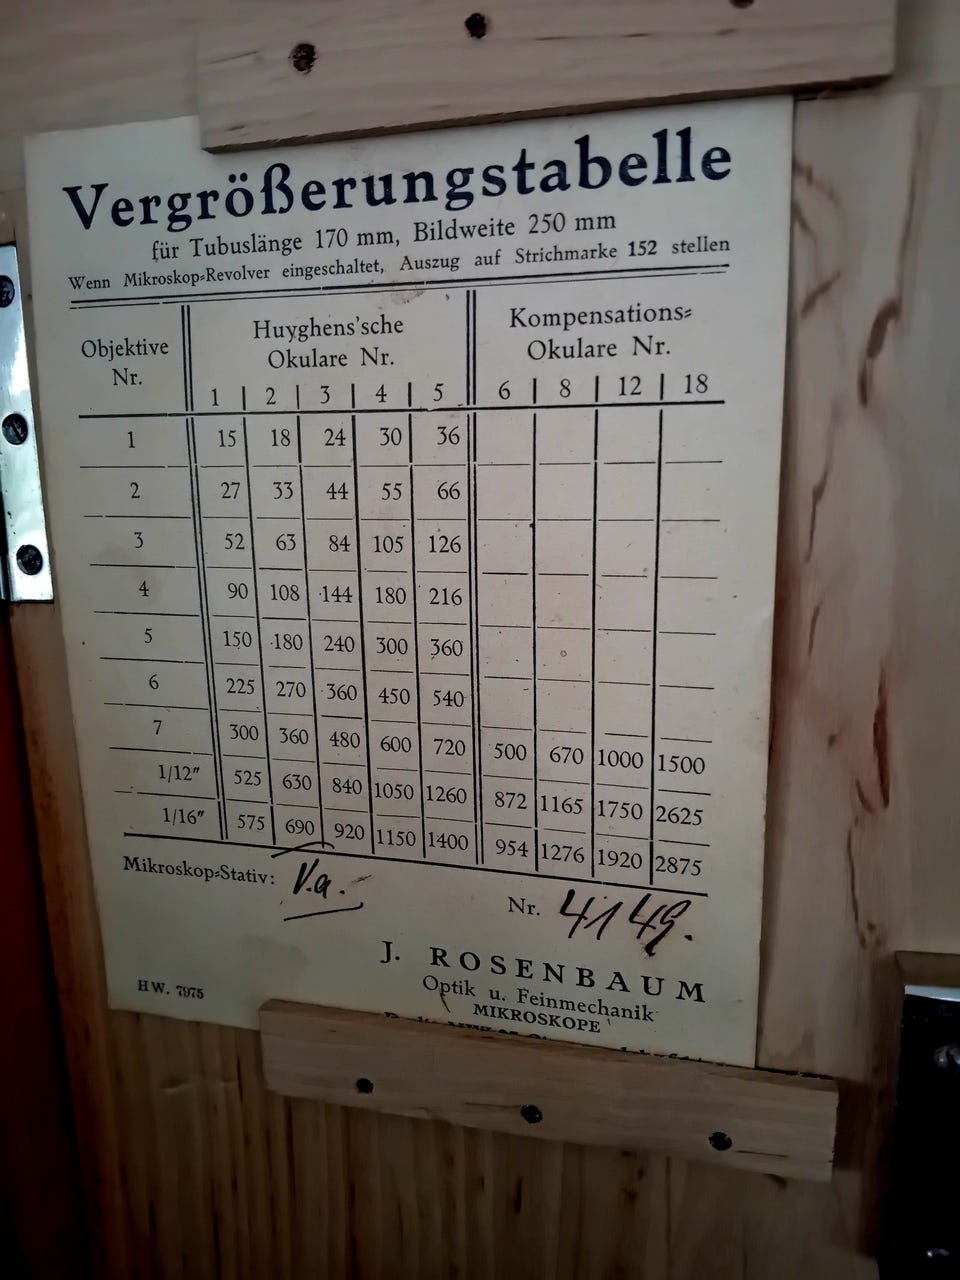 Vergrößerungstabelle
für Tubuslänge 170 mm, Bildweite 250 mm
Wenn Mikroskop=Revolver eingeschaltet, Auszug auf Strichmarke 152 stellen
Objektive Nr. Huyghens'sche Okulare Nr. Kompensations= Okulare Nr.
1 2 3 4 5 6 8 12 18
1 15 18 24 30 36
2 27 33 44 55 66
3 52 63 84 105 126
4 90 108 144 180 216
5 150 180 240 300 360
6 225 270 360 450 540
7 300 360 480 600 720 500 670 1000 1500
1/12" 525 630 840 1050 1260 872 1165 1750 2625
1/16" 575 690 920 1150 1400 954 1276 1920 2875
Mikroskop=Stativ: V.a.
Nr. 4149.
J. ROSENBAUM
Optik u. Feinmechanik
MIKROSKOPE
HW. 7975